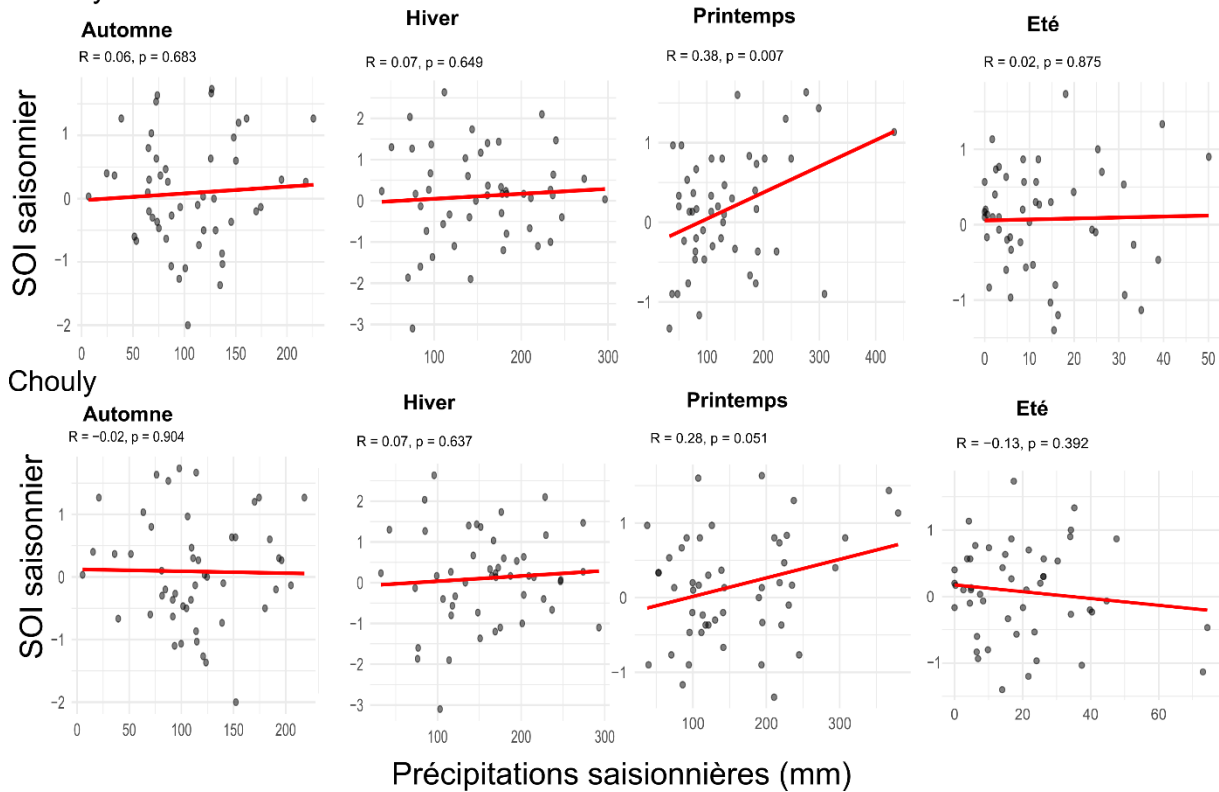 Automne
Hiver
Printemps
Eté
R = 0.06, p = 0.683
R = 0.07, p = 0.649
R = 0.38, p = 0.007
R = 0.02, p = 0.875
SOI saisonnier
1
0
−1
−2
0 50 100 150 200
2
1
0
−1
−2
−3
100 200 300
1
0
−1
100 200 300 400
1
0
−1
0 10 20 30 40 50
Chouly
Automne
Hiver
Printemps
Eté
R = −0.02, p = 0.904
R = 0.07, p = 0.637
R = 0.28, p = 0.051
R = −0.13, p = 0.392
SOI saisonnier
1
0
−1
−2
0 50 100 150 200
2
1
0
−1
−2
−3
100 200 300
1
0
−1
100 200 300
1
0
−1
0 20 40 60
Précipitations saisionnières (mm)